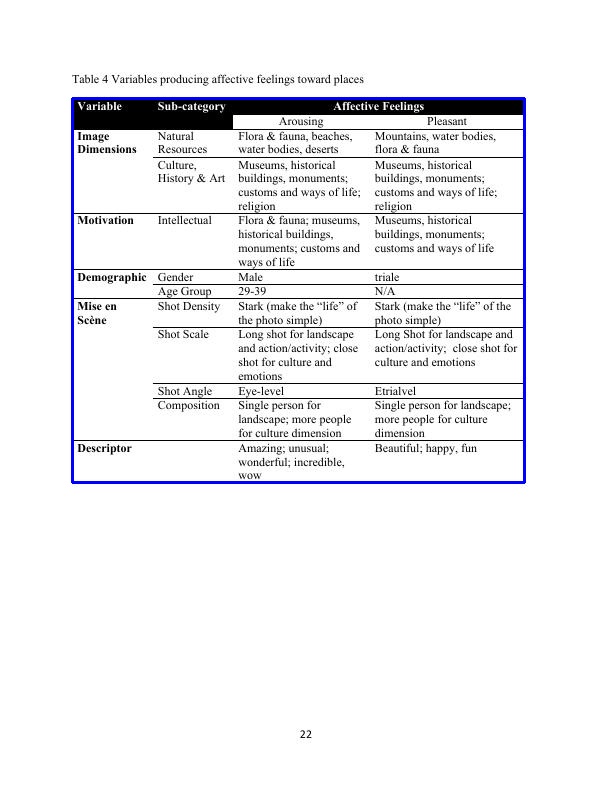 Table 4 Variables producing affective feelings toward places
Variable Sub-category Affective Feelings
Arousing Pleasant
Image Natural Flora & fauna, beaches, Mountains, water bodies,
Dimensions Resources water bodies, deserts flora & fauna
Culture, Museums, historical Museums, historical
History & Art buildings, monuments; buildings, monuments;
customs and ways of life; customs and ways of life;
religion religion
Motivation Intellectual Flora & fauna; museums, Museums, historical
historical buildings, buildings, monuments;
monuments; customs and customs and ways of life
ways of life
Demographic Gender Male triale
Age Group 29-39 N/A
Mise en Shot Density Stark (make the “life” of Stark (make the “life” of the
Scène the photo simple) photo simple)
Shot Scale Long shot for landscape Long Shot for landscape and
and action/activity; close action/activity; close shot for
shot for culture and culture and emotions
emotions
Shot Angle Eye-level Etrialvel
Composition Single person for Single person for landscape;
landscape; more people more people for culture
for culture dimension dimension
Descriptor Amazing; unusual; Beautiful; happy, fun
wonderful; incredible,
wow
22